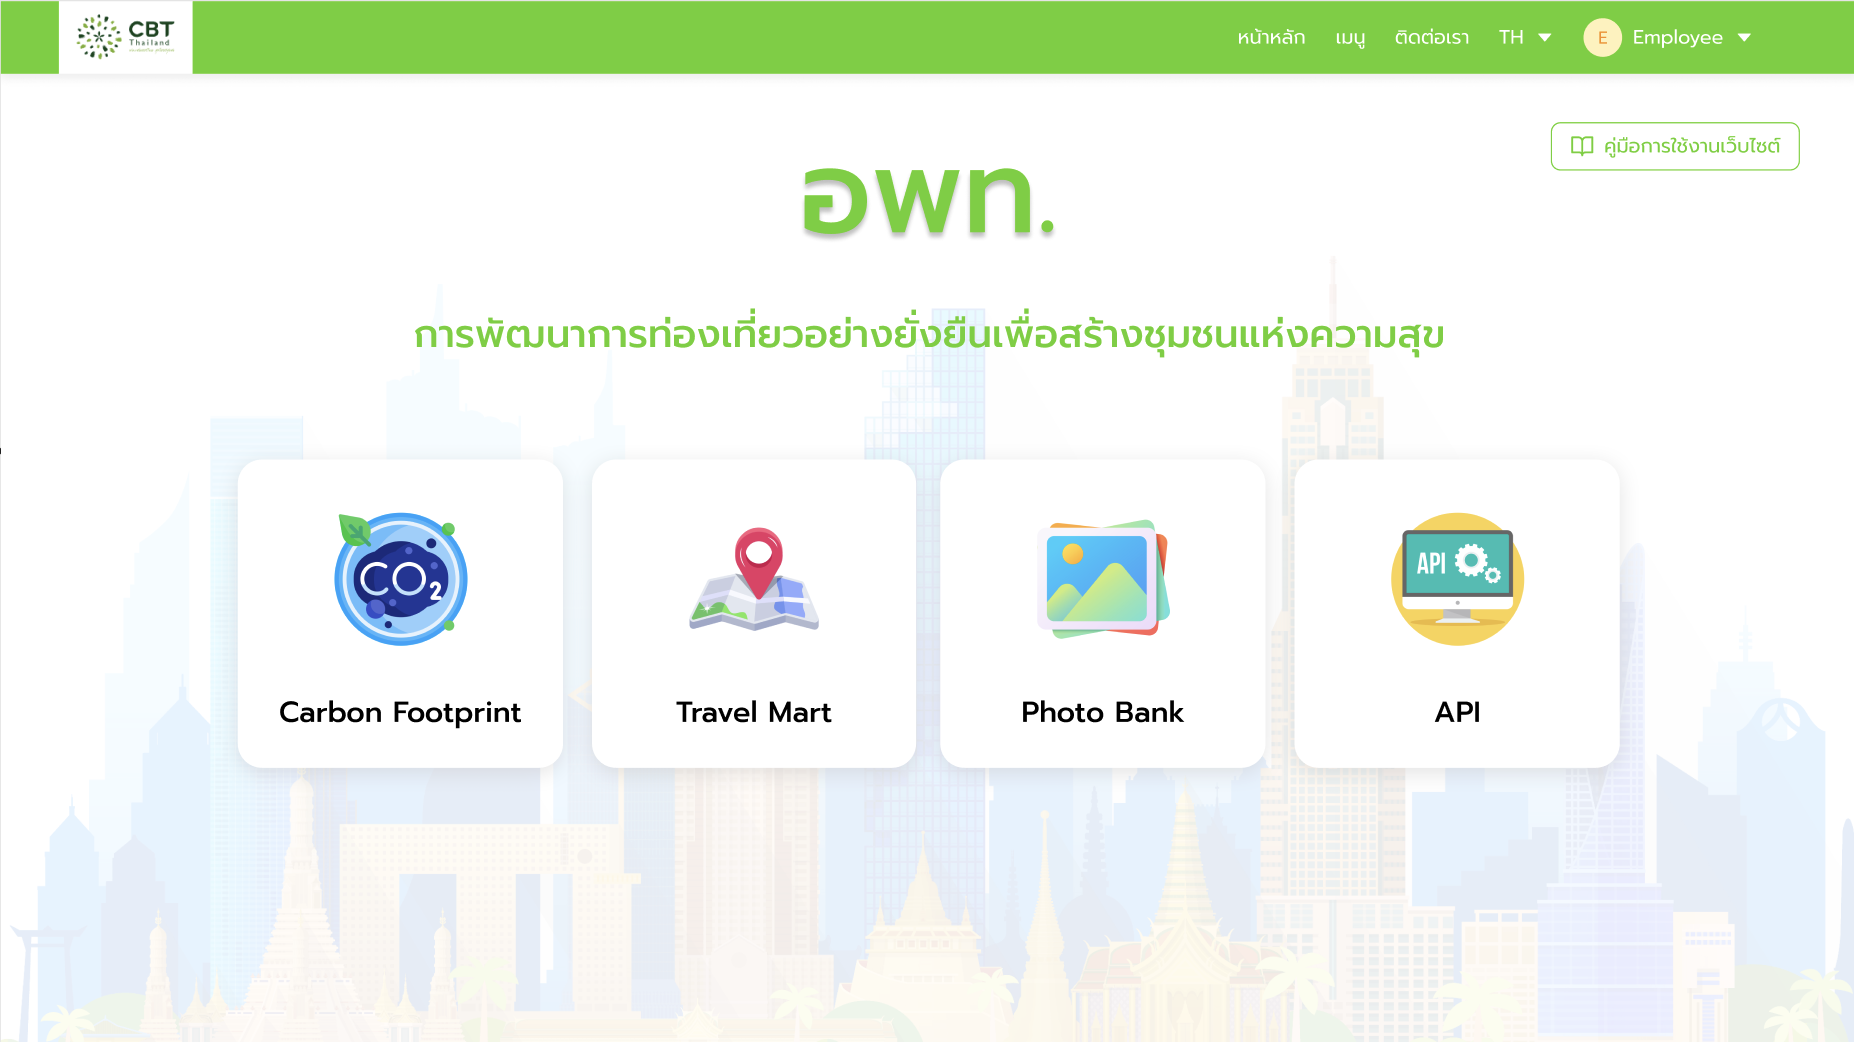 CBT
Thailand
หน้าหลัก เมนู ติดต่อเรา TH E Employee
คู่มือการใช้งานเว็บไซต์
อพท.
การพัฒนาการท่องเที่ยวอย่างยั่งยืนเพื่อสร้างชุมชนแห่งความสุข
CO2
API
Carbon Footprint
Travel Mart
Photo Bank
API